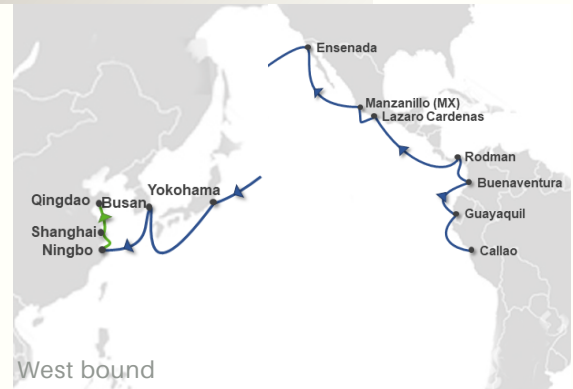 Ensenada
Manzanillo (MX)
Lazaro Cardenas
Rodman
Buenaventura
Guayaquil
Callao
Yokohama
Busan
Qingdao
Shanghai
Ningbo
West bound